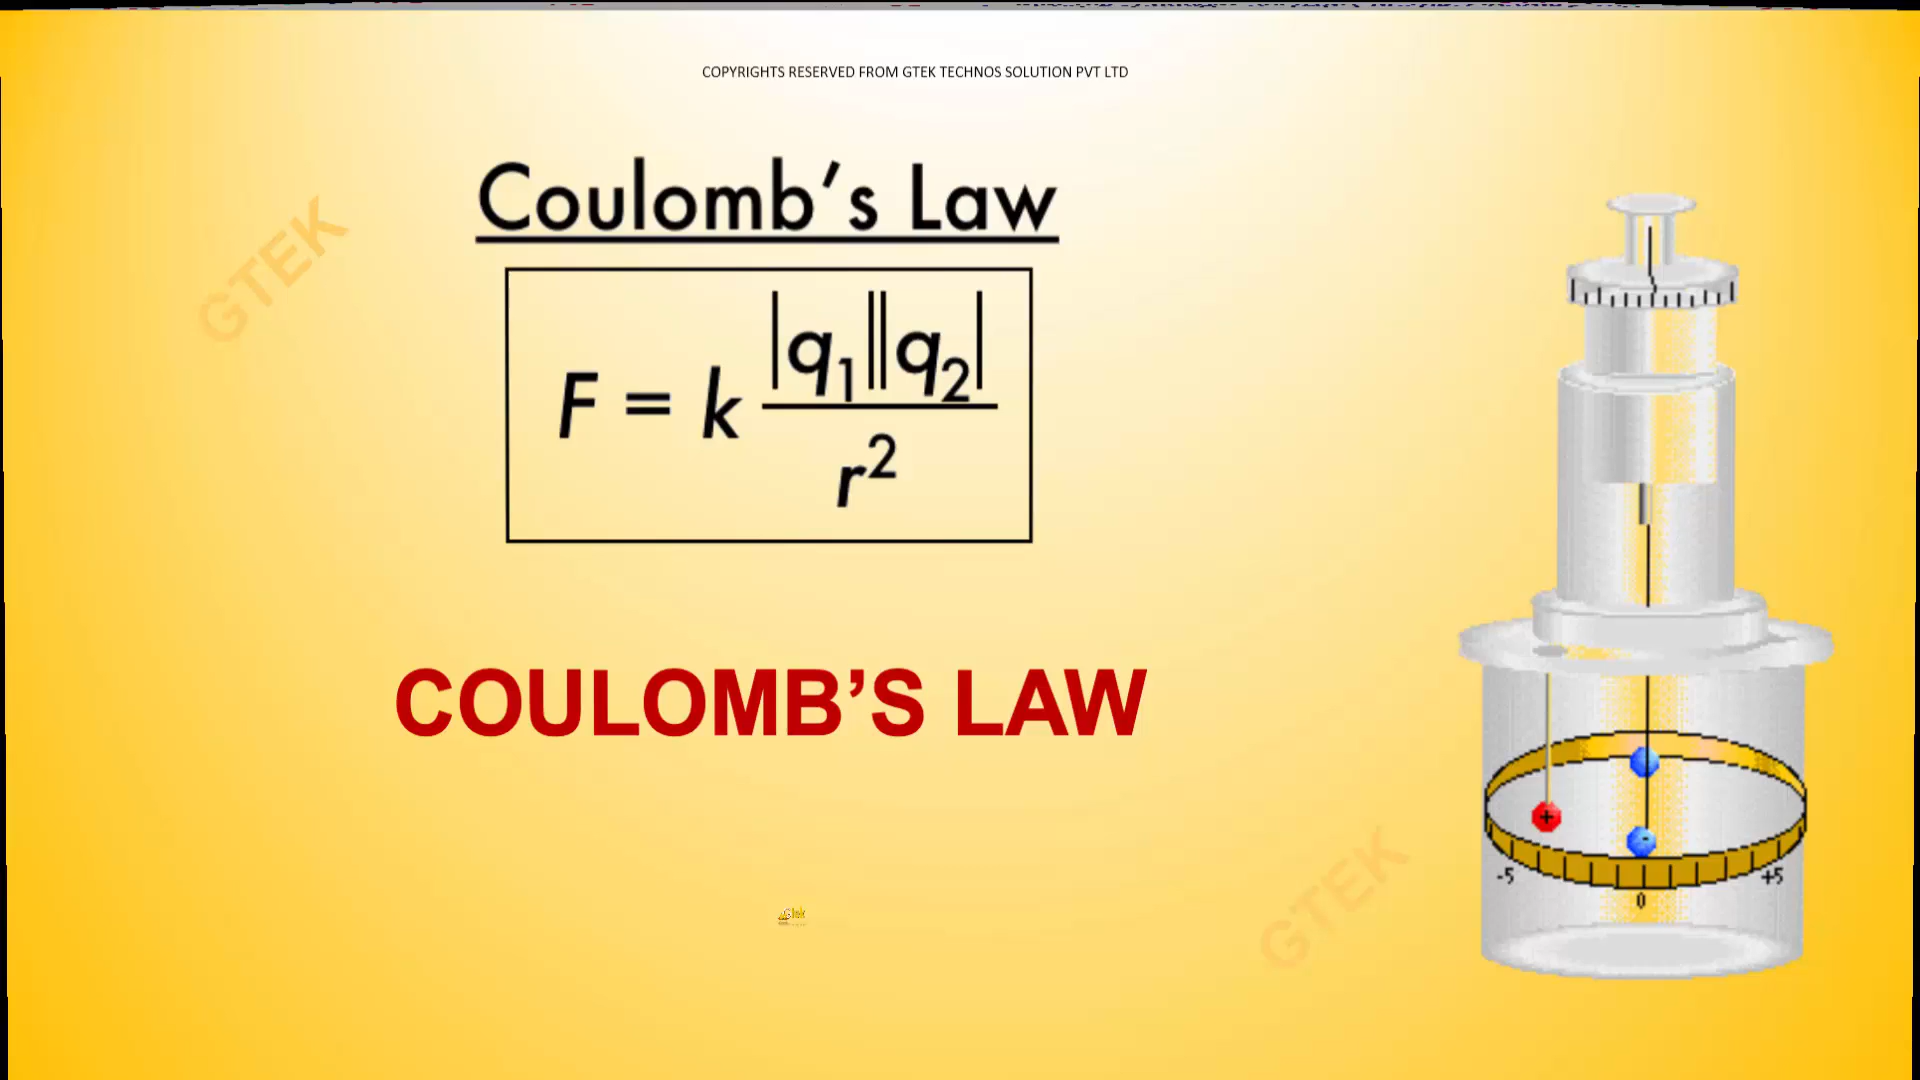 COPYRIGHTS RESERVED FROM GTEK TECHNOS SOLUTION PVT LTD
Coulomb's Law
F = k |q₁||q₂| / r²
COULOMB'S LAW
GTEK
GTEK
+
-
-5
0
+5